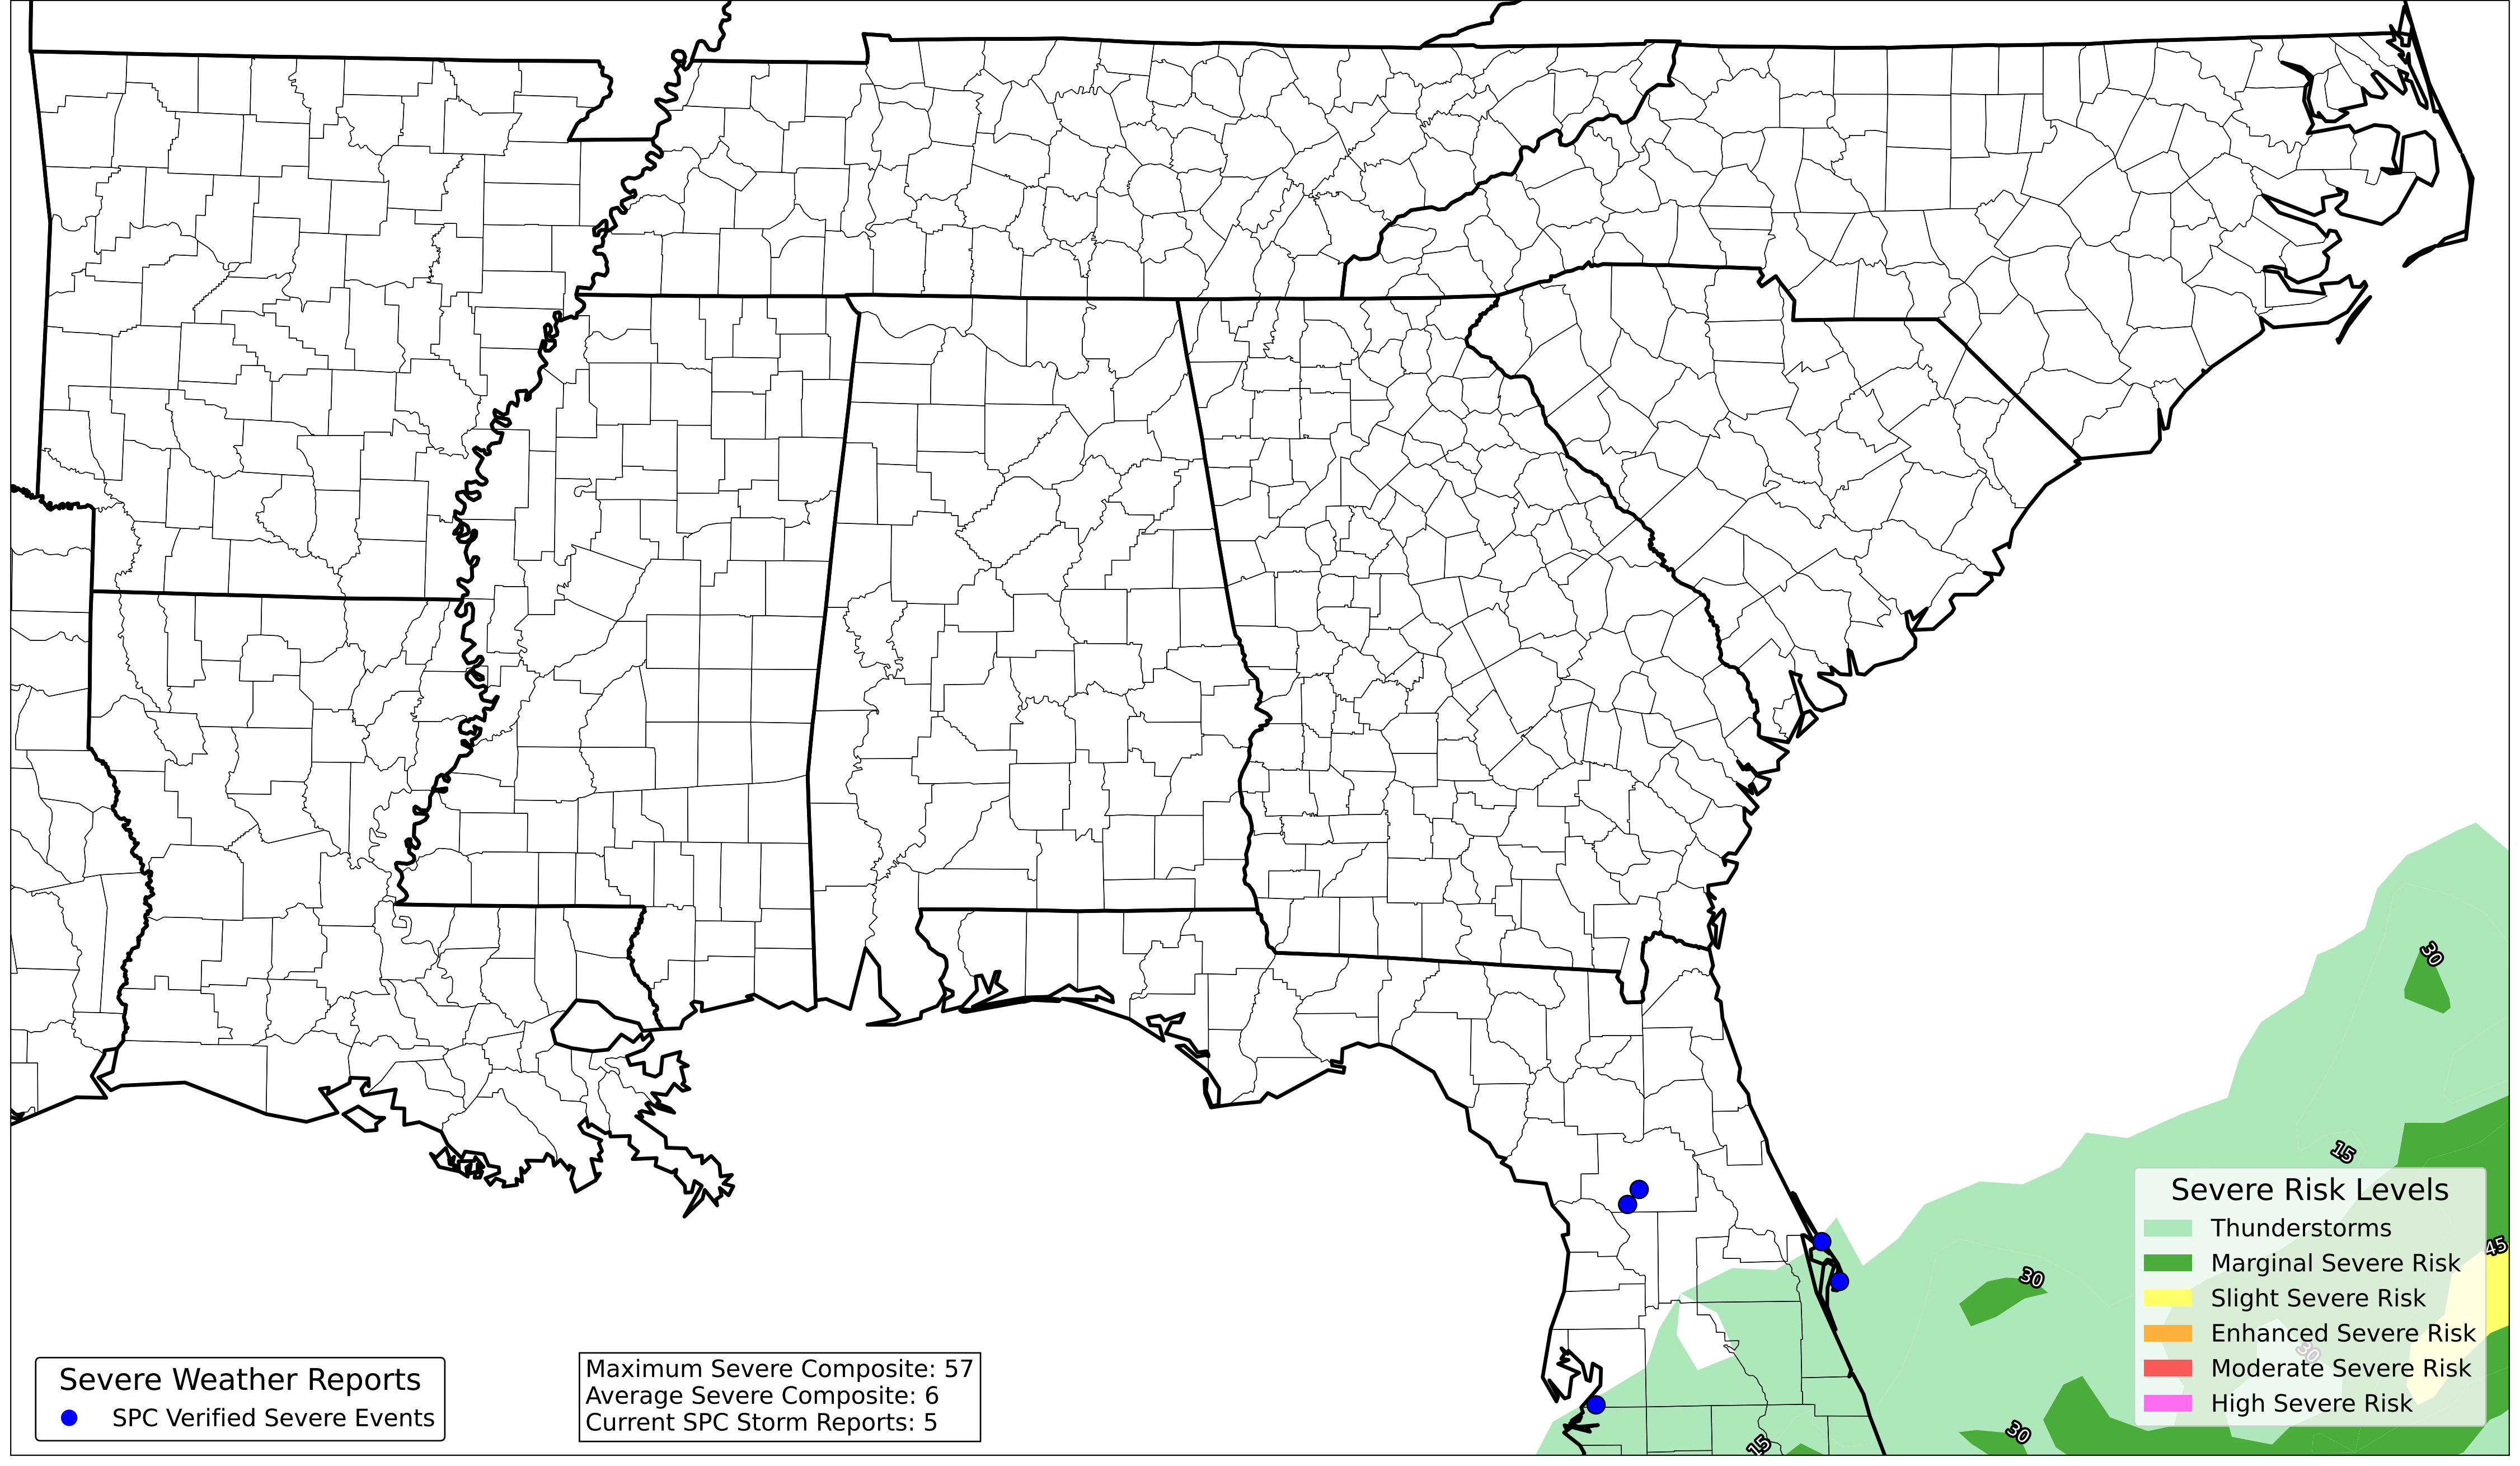 30
15
45
30
30
30
15
Severe Risk Levels
Thunderstorms
Marginal Severe Risk
Slight Severe Risk
Enhanced Severe Risk
Moderate Severe Risk
High Severe Risk
Severe Weather Reports
SPC Verified Severe Events
Maximum Severe Composite: 57
Average Severe Composite: 6
Current SPC Storm Reports: 5